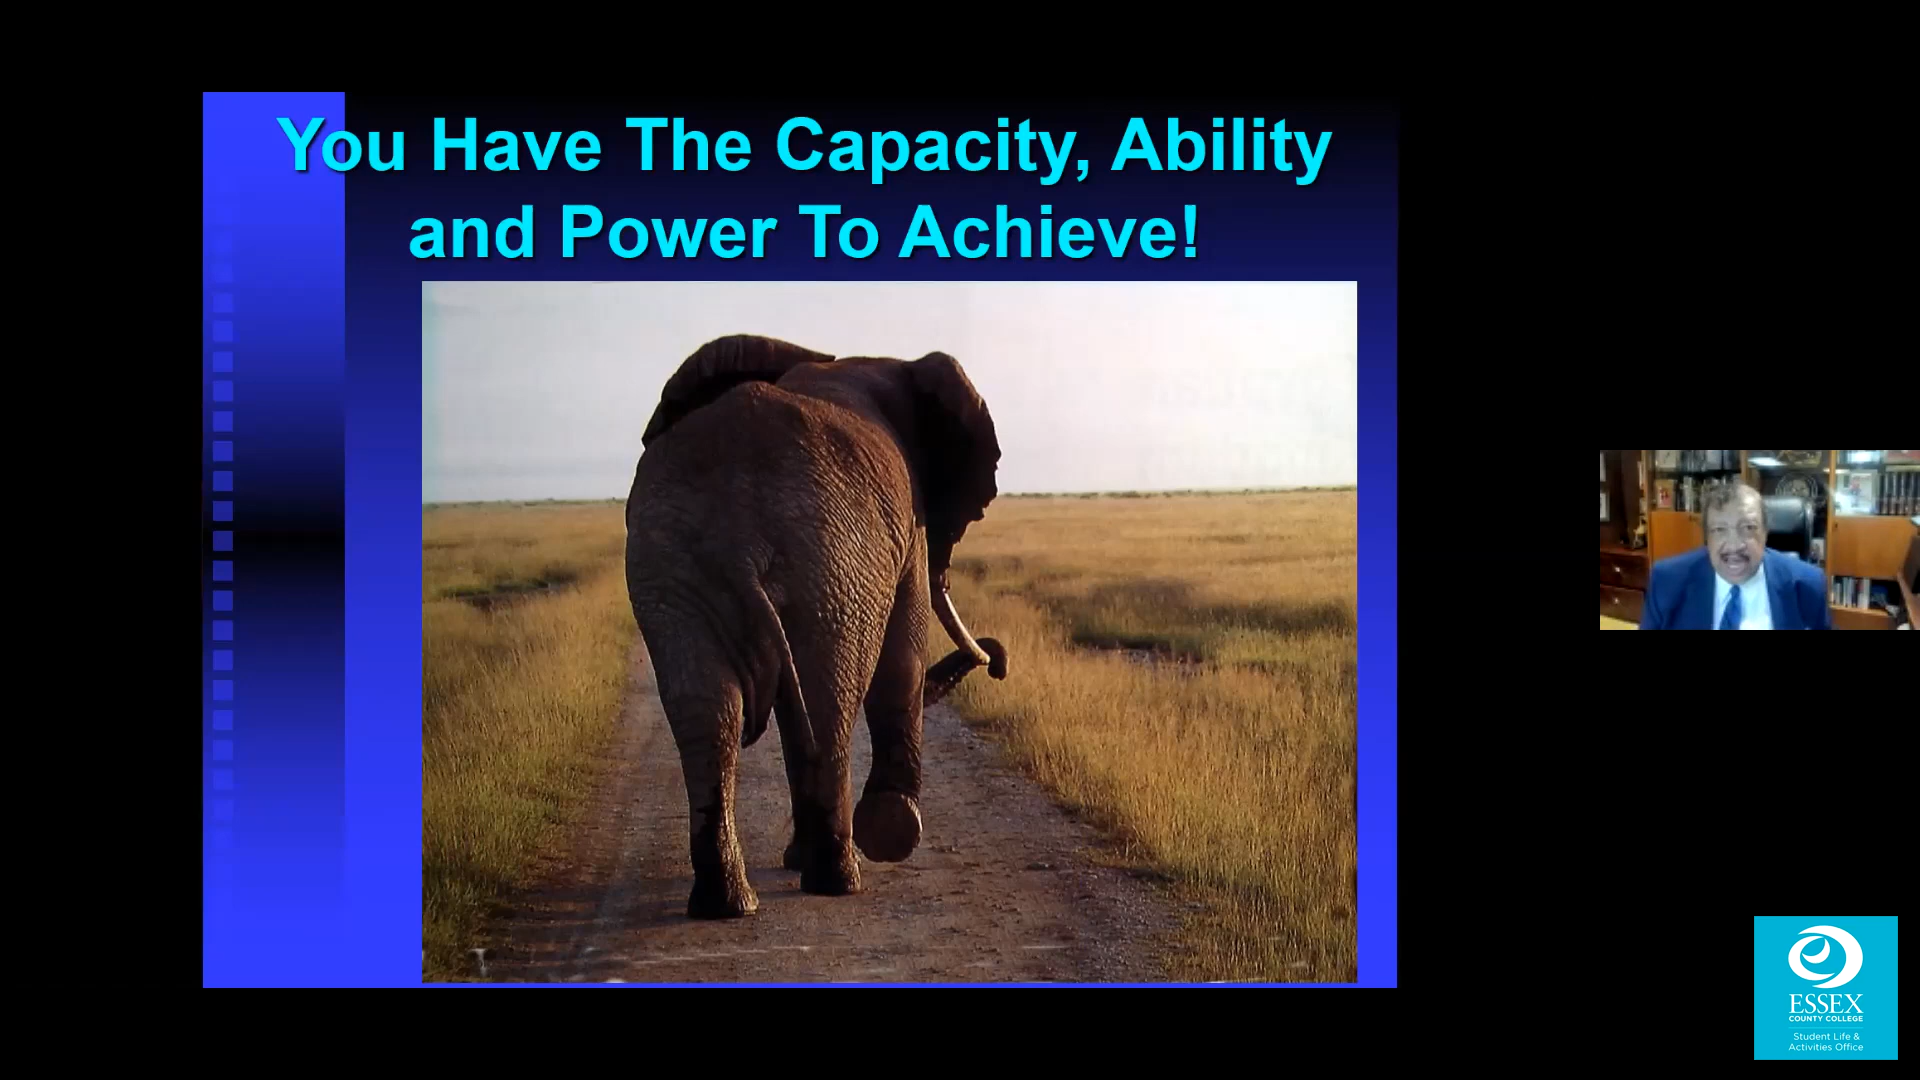 You Have The Capacity, Ability
and Power To Achieve!
ESSEX
COUNTY COLLEGE
Student Life &
Activities Office